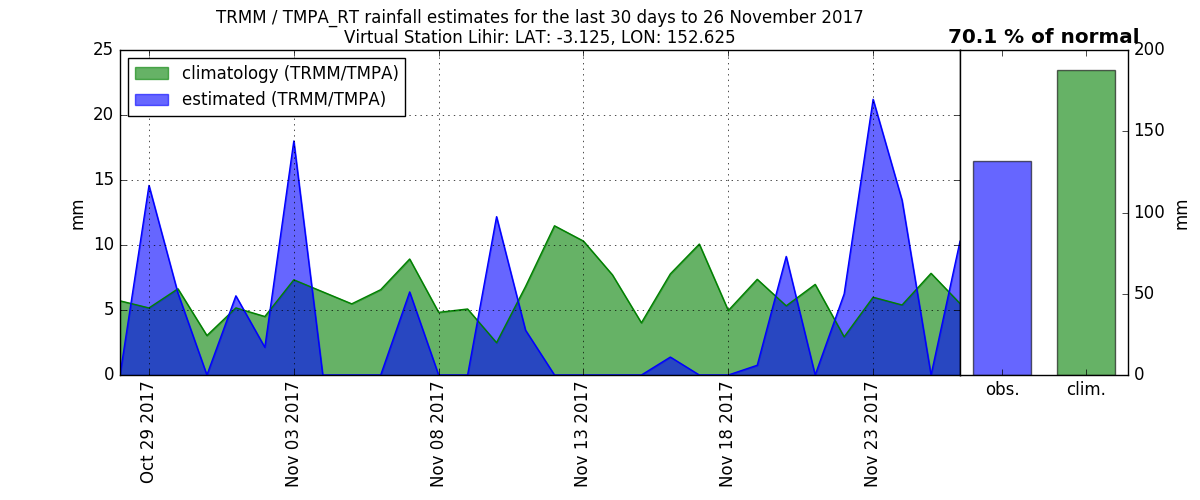 TRMM / TMPA_RT rainfall estimates for the last 30 days to 26 November 2017
Virtual Station Lihir: LAT: -3.125, LON: 152.625
70.1 % of normal
climatology (TRMM/TMPA)
estimated (TRMM/TMPA)
25
20
15
10
5
0
mm
Oct 29 2017
Nov 03 2017
Nov 08 2017
Nov 13 2017
Nov 18 2017
Nov 23 2017
obs.
clim.
200
150
100
50
0
mm